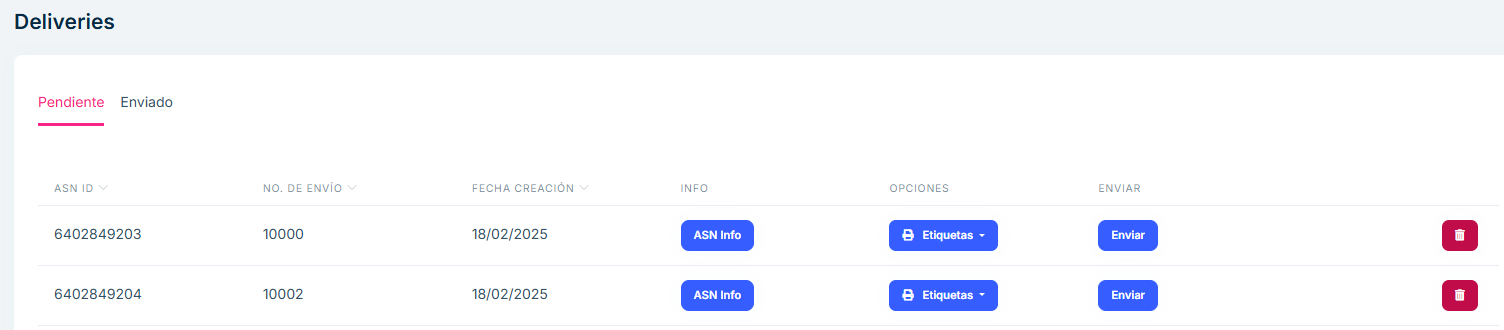 Deliveries
Pendiente Enviado
ASN ID NO. DE ENVÍO FECHA CREACIÓN INFO OPCIONES ENVIAR
6402849203 10000 18/02/2025 ASN Info Etiquetas Enviar
6402849204 10002 18/02/2025 ASN Info Etiquetas Enviar